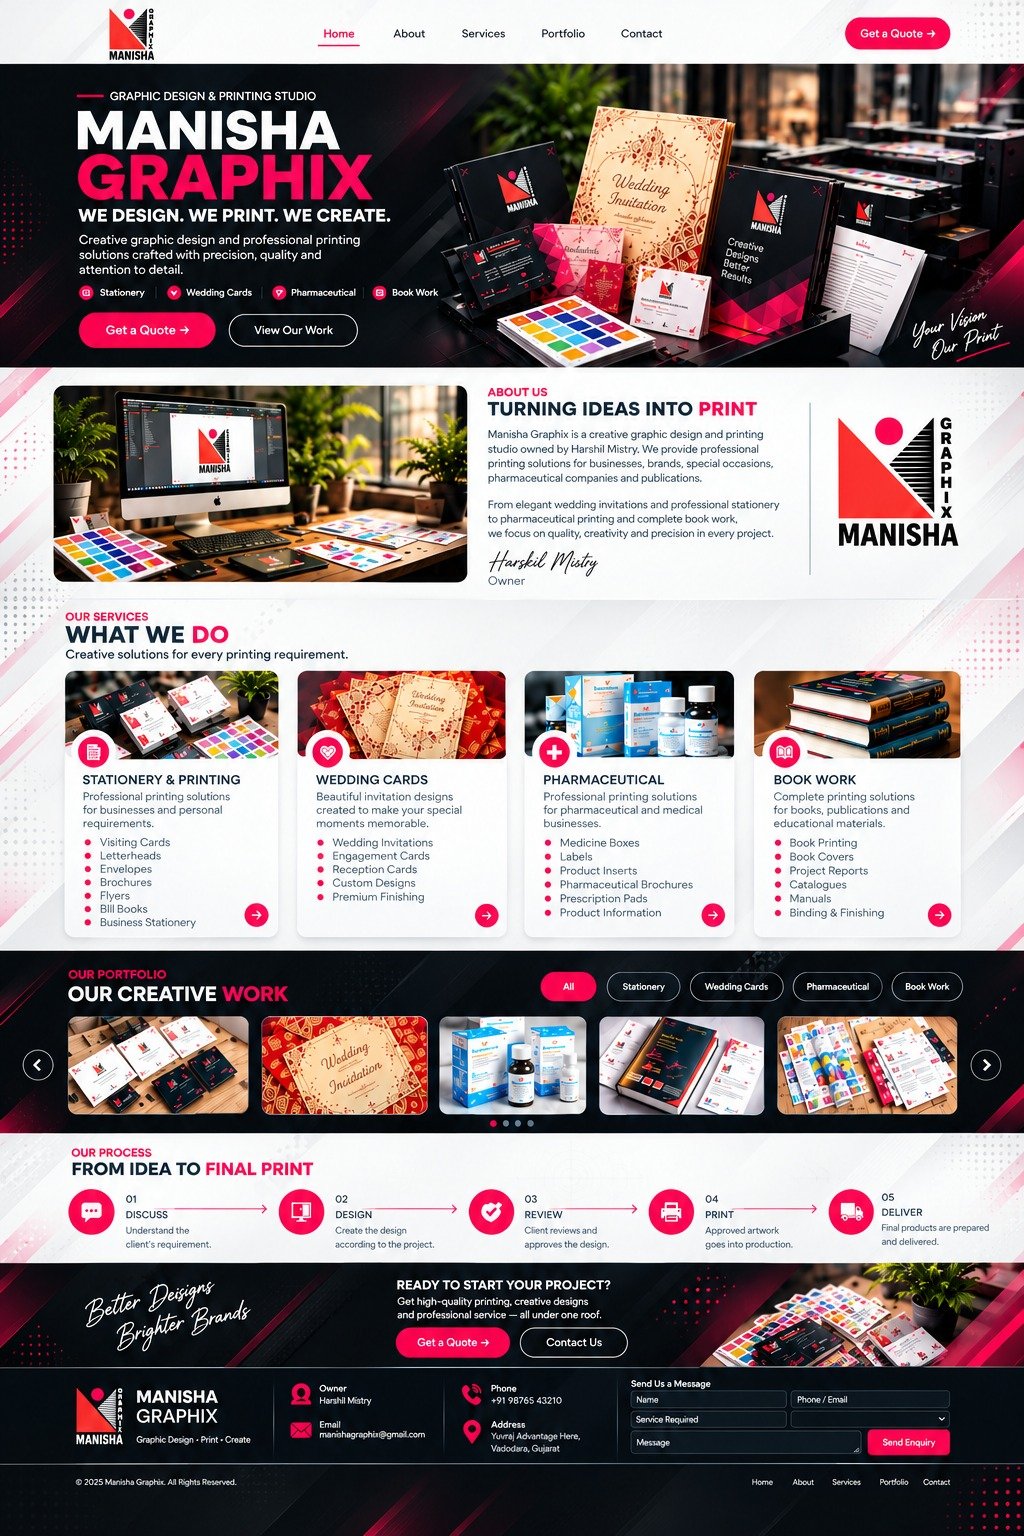 MANISHA
GRAPHIX
Home
About
Services
Portfolio
Contact
Get a Quote →
GRAPHIC DESIGN & PRINTING STUDIO
MANISHA
GRAPHIX
WE DESIGN. WE PRINT. WE CREATE.
Creative graphic design and professional printing
solutions crafted with precision, quality and
attention to detail.
Stationery
Wedding Cards
Pharmaceutical
Book Work
Get a Quote →
View Our Work
MANISHA
Wedding
Invitation
MANISHA
Creative
Designs
Better
Results
Your Vision
Our Print
MANISHA
ABOUT US
TURNING IDEAS INTO PRINT
Manisha Graphix is a creative graphic design and printing
studio owned by Harshil Mistry. We provide professional
printing solutions for businesses, brands, special occasions,
pharmaceutical companies and publications.
From elegant wedding invitations and professional stationery
to pharmaceutical printing and complete book work,
we focus on quality, creativity and precision in every project.
Harskil Mistry
Owner
GRAPHIX
MANISHA
OUR SERVICES
WHAT WE DO
Creative solutions for every printing requirement.
Wedding
Invitation
STATIONERY & PRINTING
Professional printing solutions
for businesses and personal
requirements.
Visiting Cards
Letterheads
Envelopes
Brochures
Flyers
Blll Books
Business Stationery
WEDDING CARDS
Beautiful invitation designs
created to make your special
moments memorable.
Wedding Invitations
Engagement Cards
Reception Cards
Custom Designs
Premium Finishing
PHARMACEUTICAL
Professional printing solutions
for pharmaceutical and medical
businesses.
Medicine Boxes
Labels
Product Inserts
Pharmaceutical Brochures
Prescription Pads
Product Information
BOOK WORK
Complete printing solutions
for books, publications and
educational materials.
Book Printing
Book Covers
Project Reports
Catalogues
Manuals
Binding & Finishing
OUR PORTFOLIO
OUR CREATIVE WORK
All
Stationery
Wedding Cards
Pharmaceutical
Book Work
Wedding
Inuidation
OUR PROCESS
FROM IDEA TO FINAL PRINT
01
DISCUSS
Understand the
client's requirement.
02
DESIGN
Create the design
according to the project.
03
REVIEW
Client reviews and
approves the design.
04
PRINT
Approved artwork
goes into production.
05
DELIVER
Final products are prepared
and delivered.
Better Deisigns
Brighter Brands
READY TO START YOUR PROJECT?
Get high-quality printing, creative designs
and professional service — all under one roof.
Get a Quote →
Contact Us
GRAPHIX
MANISHA
MANISHA
GRAPHIX
Graphic Design • Print • Create
Owner
Harshil Mistry
Email
manishagraphix@gmail.com
Phone
+91 98765 43210
Address
Yuvraj Advantage Here,
Vadodara, Gujarat
Send Us a Message
Name
Phone / Email
Service Required
Message
Send Enquiry
© 2025 Manisha Graphix. All Rights Reserved.
Home
About
Services
Portfolio
Contact